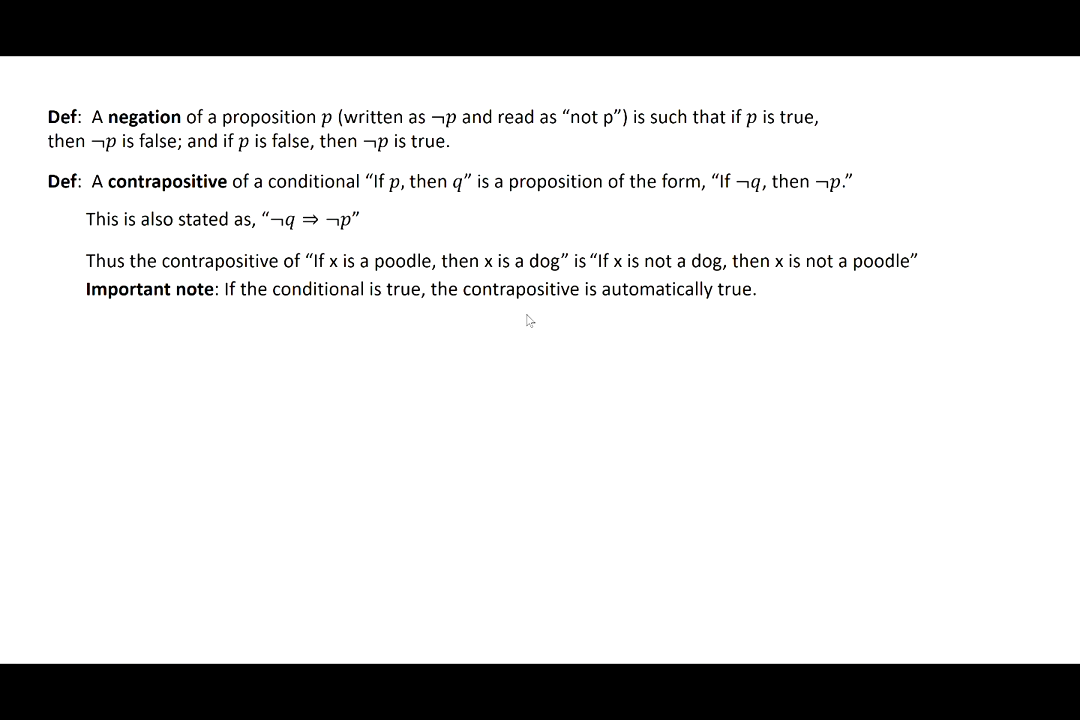 Def: A negation of a proposition p (written as ¬p and read as “not p”) is such that if p is true,
then ¬p is false; and if p is false, then ¬p is true.
Def: A contrapositive of a conditional “If p, then q” is a proposition of the form, “If ¬q, then ¬p.”
This is also stated as, “¬q ⇒ ¬p”
Thus the contrapositive of “If x is a poodle, then x is a dog” is “If x is not a dog, then x is not a poodle”
Important note: If the conditional is true, the contrapositive is automatically true.